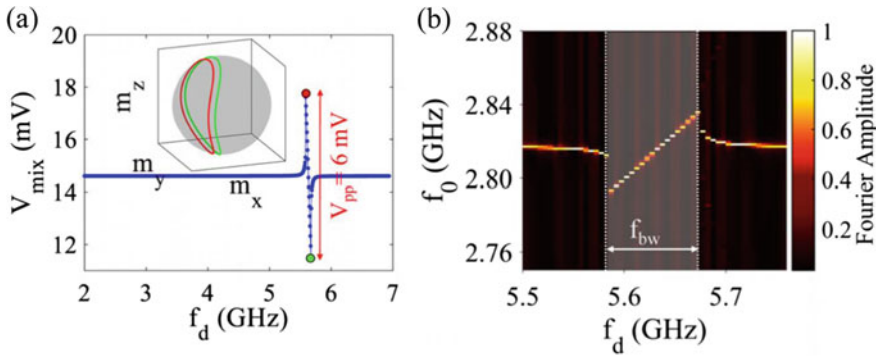 (a)
20
18
16
14
12
V_mix (mV)
m_z
m_y
m_x
V_pp = 6 mV
2 3 4 5 6 7
f_d (GHz)
(b)
2.88
2.84
2.80
2.76
f_0 (GHz)
f_bw
5.5 5.6 5.7
f_d (GHz)
1
0.8
0.6
0.4
0.2
Fourier Amplitude